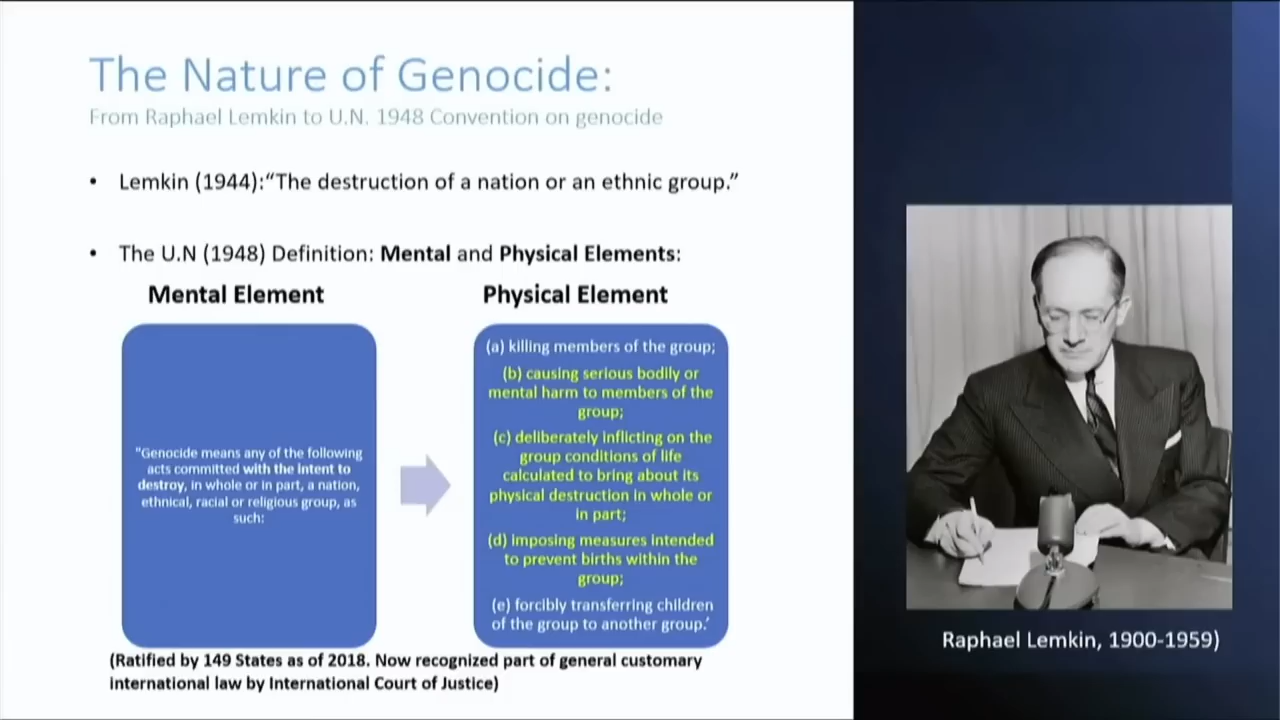 The Nature of Genocide:
From Raphael Lemkin to U.N. 1948 Convention on genocide
• Lemkin (1944):“The destruction of a nation or an ethnic group.”
• The U.N (1948) Definition: Mental and Physical Elements:
Mental Element
"Genocide means any of the following
acts committed with the intent to
destroy, in whole or in part, a nation,
ethnical, racial or religious group, as
such:
Physical Element
(a) killing members of the group;
(b) causing serious bodily or
mental harm to members of the
group;
(c) deliberately inflicting on the
group conditions of life
calculated to bring about its
physical destruction in whole or
in part;
(d) imposing measures intended
to prevent births within the
group;
(e) forcibly transferring children
of the group to another group.’
(Ratified by 149 States as of 2018. Now recognized part of general customary
international law by International Court of Justice)
Raphael Lemkin, 1900-1959)